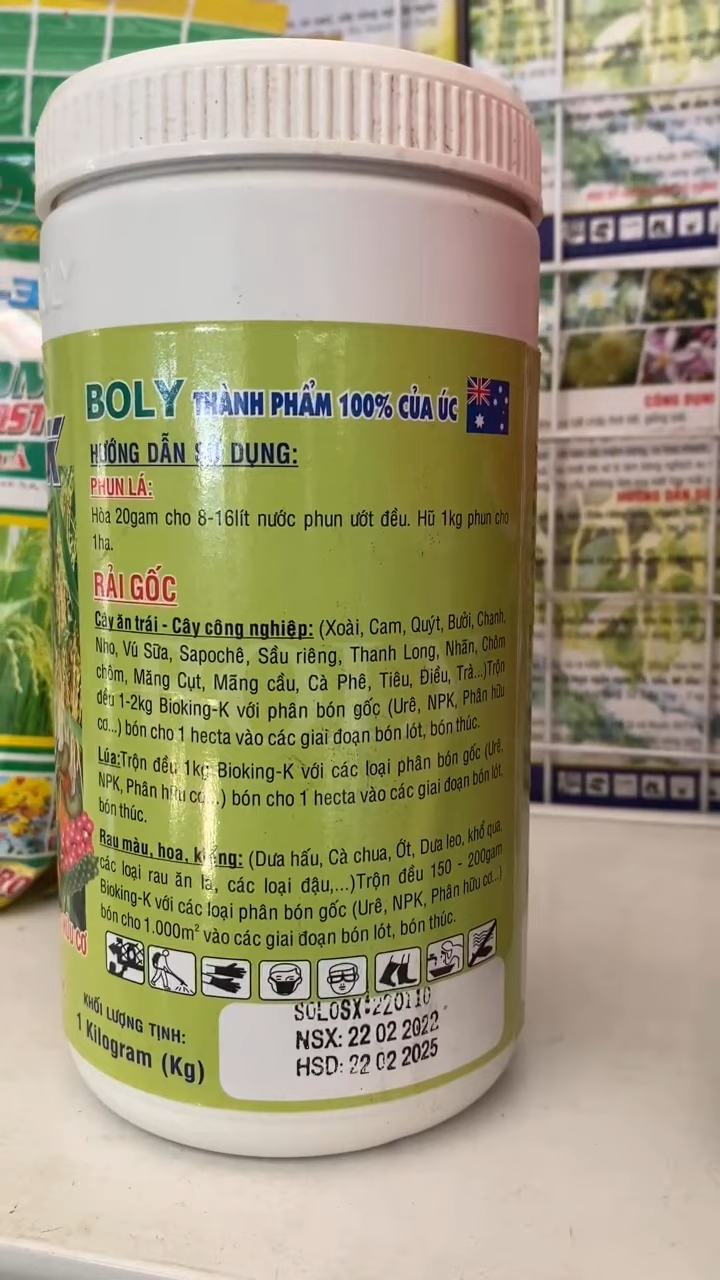 BOLY THÀNH PHẨM 100% CỦA ÚC
HƯỚNG DẪN SỬ DỤNG:
PHUN LÁ:
Hòa 20gam cho 8-16lít nước phun ướt đều. Hũ 1kg phun cho
1ha.
RẢI GỐC
Cây ăn trái - Cây công nghiệp: (Xoài, Cam, Quýt, Bưởi, Chanh,
Nho, Vú Sữa, Sapochê, Sầu riêng, Thanh Long, Nhãn, Chôm
chôm, Măng Cụt, Mãng cầu, Cà Phê, Tiêu, Điều, Trà...)Trộn
đều 1-2kg Bioking-K với phân bón gốc (Urê, NPK, Phân hữu
cơ...) bón cho 1 hecta vào các giai đoạn bón lót, bón thúc.
Lúa:Trộn đều 1kg Bioking-K với các loại phân bón gốc (Urê,
NPK, Phân hữu cơ...) bón cho 1 hecta vào các giai đoạn bón lót,
bón thúc.
Rau màu, hoa, kiểng: (Dưa hấu, Cà chua, Ớt, Dưa leo, khổ qua,
các loại rau ăn lá, các loại đậu,...)Trộn đều 150 - 200gam
Bioking-K với các loại phân bón gốc (Urê, NPK, Phân hữu cơ...)
bón cho 1.000m² vào các giai đoạn bón lót, bón thúc.
HỮU CƠ
KHỐI LƯỢNG TỊNH:
1 Kilogram (Kg)
SOLOSX:220110
NSX: 22 02 2022
HSD: 22 02 2025
CÔNG DỤNG
HƯỚNG DẪN